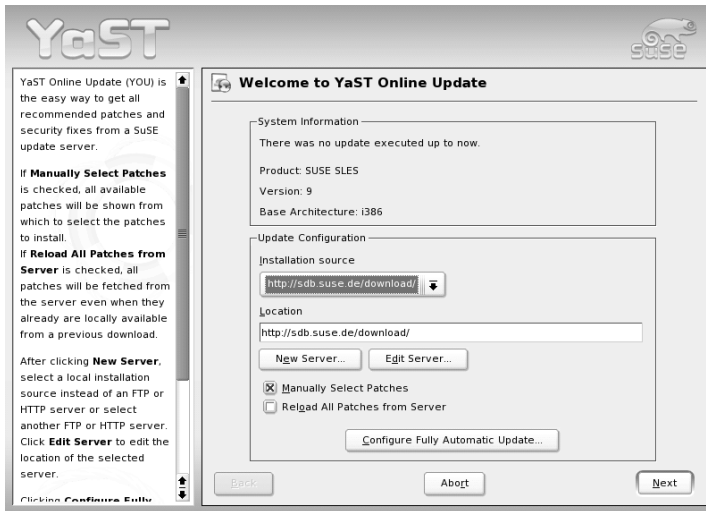 YaST
SUSE
YaST Online Update (YOU) is
the easy way to get all
recommended patches and
security fixes from a SuSE
update server.
If Manually Select Patches
is checked, all available
patches will be shown from
which to select the patches
to install.
If Reload All Patches from
Server is checked, all
patches will be fetched from
the server even when they
already are locally available
from a previous download.
After clicking New Server,
select a local installation
source instead of an FTP or
HTTP server or select
another FTP or HTTP server.
Click Edit Server to edit the
location of the selected
server.
Clicking Configure Fully
Welcome to YaST Online Update
System Information
There was no update executed up to now.
Product: SUSE SLES
Version: 9
Base Architecture: i386
Update Configuration
Installation source
http://sdb.suse.de/download/
Location
http://sdb.suse.de/download/
New Server... Edit Server...
Manually Select Patches
Reload All Patches from Server
Configure Fully Automatic Update...
Back Abort Next